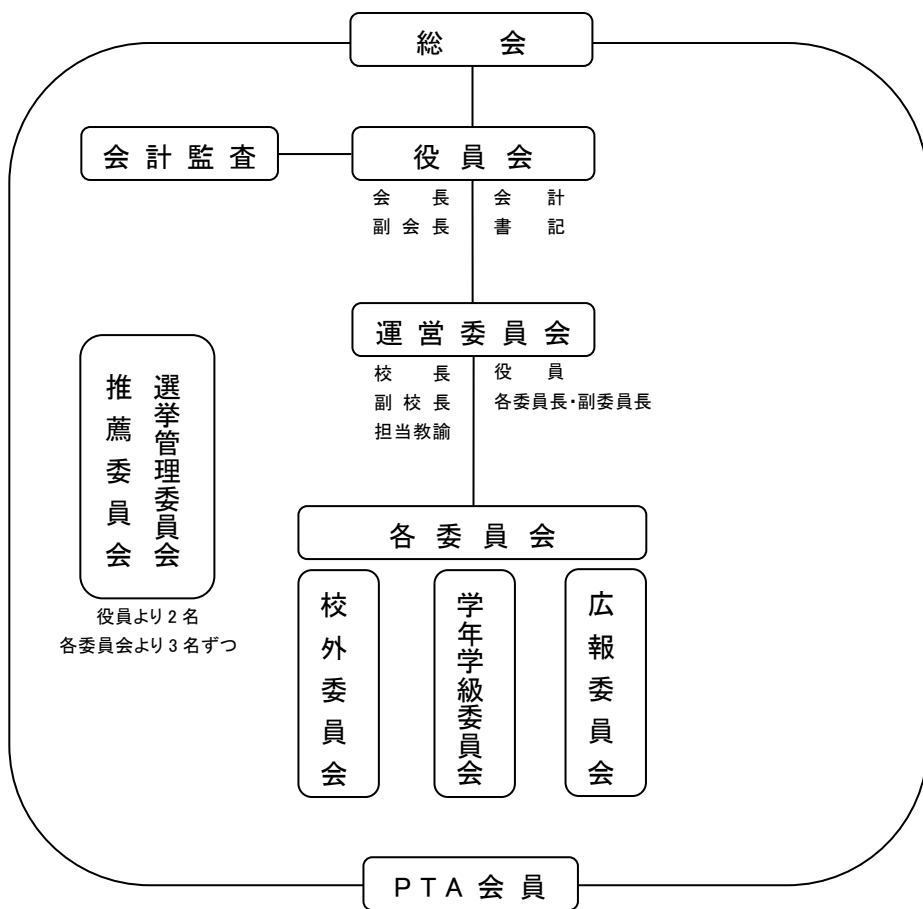 総会
会計監査
役員会
会長
副会長
会計
書記
運営委員会
校長
副校長
担当教諭
役員
各委員長・副委員長
選挙管理委員会
推薦委員会
役員より2名
各委員会より3名ずつ
各委員会
校外委員会
学年学級委員会
広報委員会
PTA会員